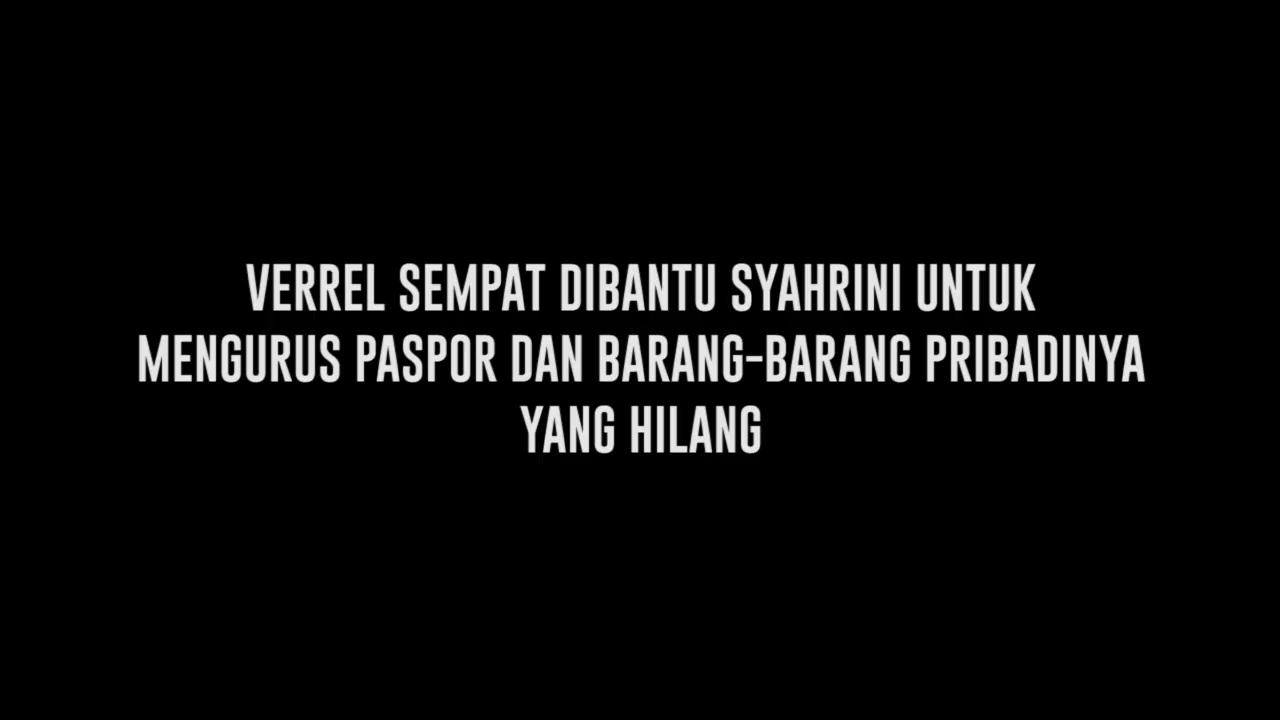 VERREL SEMPAT DIBANTU SYAHRINI UNTUK
MENGURUS PASPOR DAN BARANG-BARANG PRIBADINYA
YANG HILANG